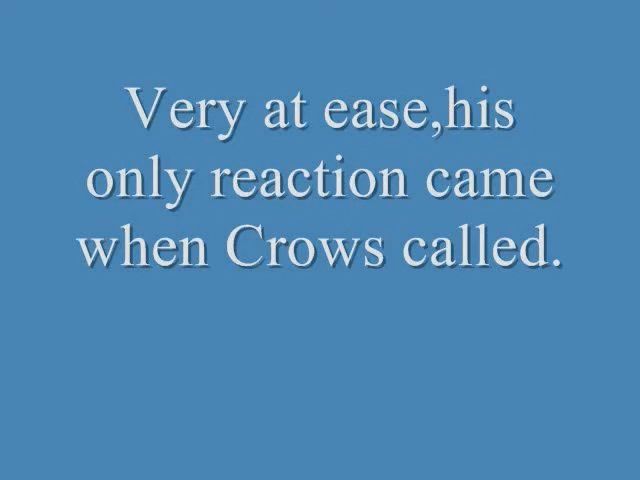 Very at ease,his
only reaction came
when Crows called.